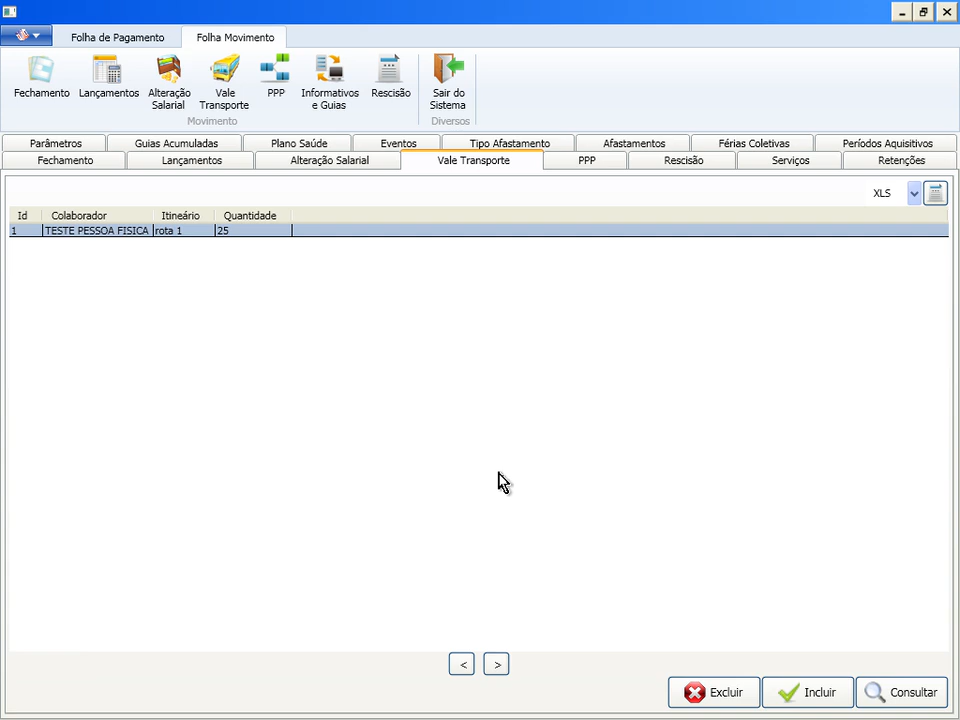 Folha de Pagamento Folha Movimento
Fechamento Lançamentos Alteração Salarial Vale Transporte PPP Informativos e Guias Rescisão Sair do Sistema
Movimento Diversos
Parâmetros Guias Acumuladas Plano Saúde Eventos Tipo Afastamento Afastamentos Férias Coletivas Períodos Aquisitivos
Fechamento Lançamentos Alteração Salarial Vale Transporte PPP Rescisão Serviços Retenções
XLS
Id Colaborador Itineário Quantidade
1 TESTE PESSOA FISICA rota 1 25
< >
Excluir Incluir Consultar